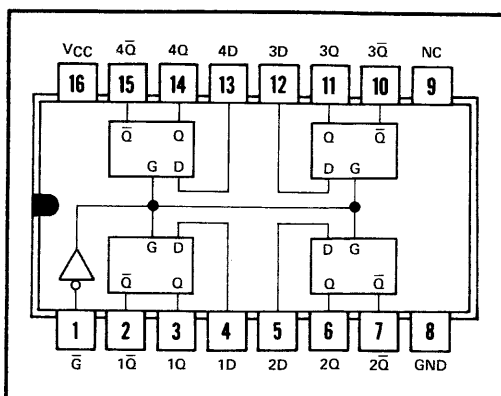 VCC 4Q̅ 4Q 4D 3D 3Q 3Q̅ NC
16 15 14 13 12 11 10 9
Q̅ Q Q Q̅
G D D G
G D D G
Q̅ Q Q Q̅
1 2 3 4 5 6 7 8
G̅ 1Q̅ 1Q 1D 2D 2Q 2Q̅ GND